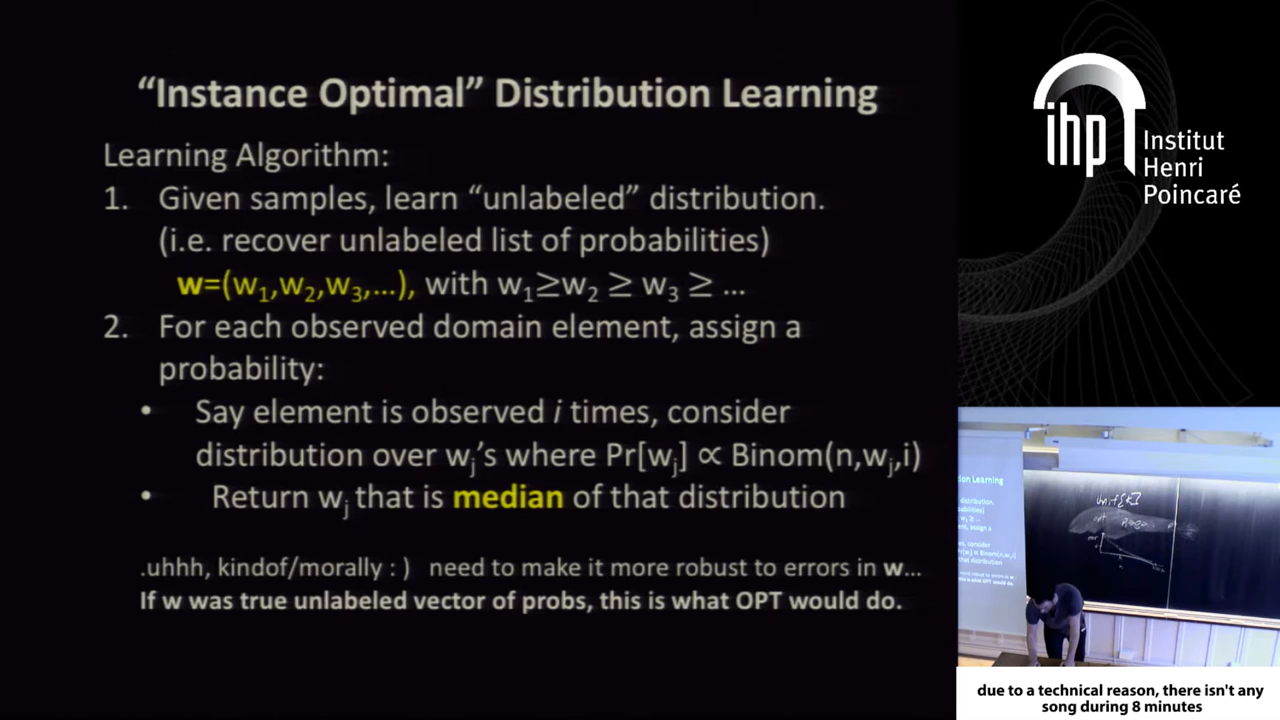 “Instance Optimal” Distribution Learning
Learning Algorithm:
1. Given samples, learn “unlabeled” distribution.
(i.e. recover unlabeled list of probabilities)
w=(w₁,w₂,w₃,…), with w₁≥w₂ ≥ w₃ ≥ …
2. For each observed domain element, assign a
probability:
• Say element is observed i times, consider
distribution over wⱼ’s where Pr[wⱼ] ∝ Binom(n,wⱼ,i)
• Return wⱼ that is median of that distribution
.uhhh, kindof/morally : ) need to make it more robust to errors in w…
If w was true unlabeled vector of probs, this is what OPT would do.
ihp
Institut
Henri
Poincaré
Unif[k]
due to a technical reason, there isn't any
song during 8 minutes